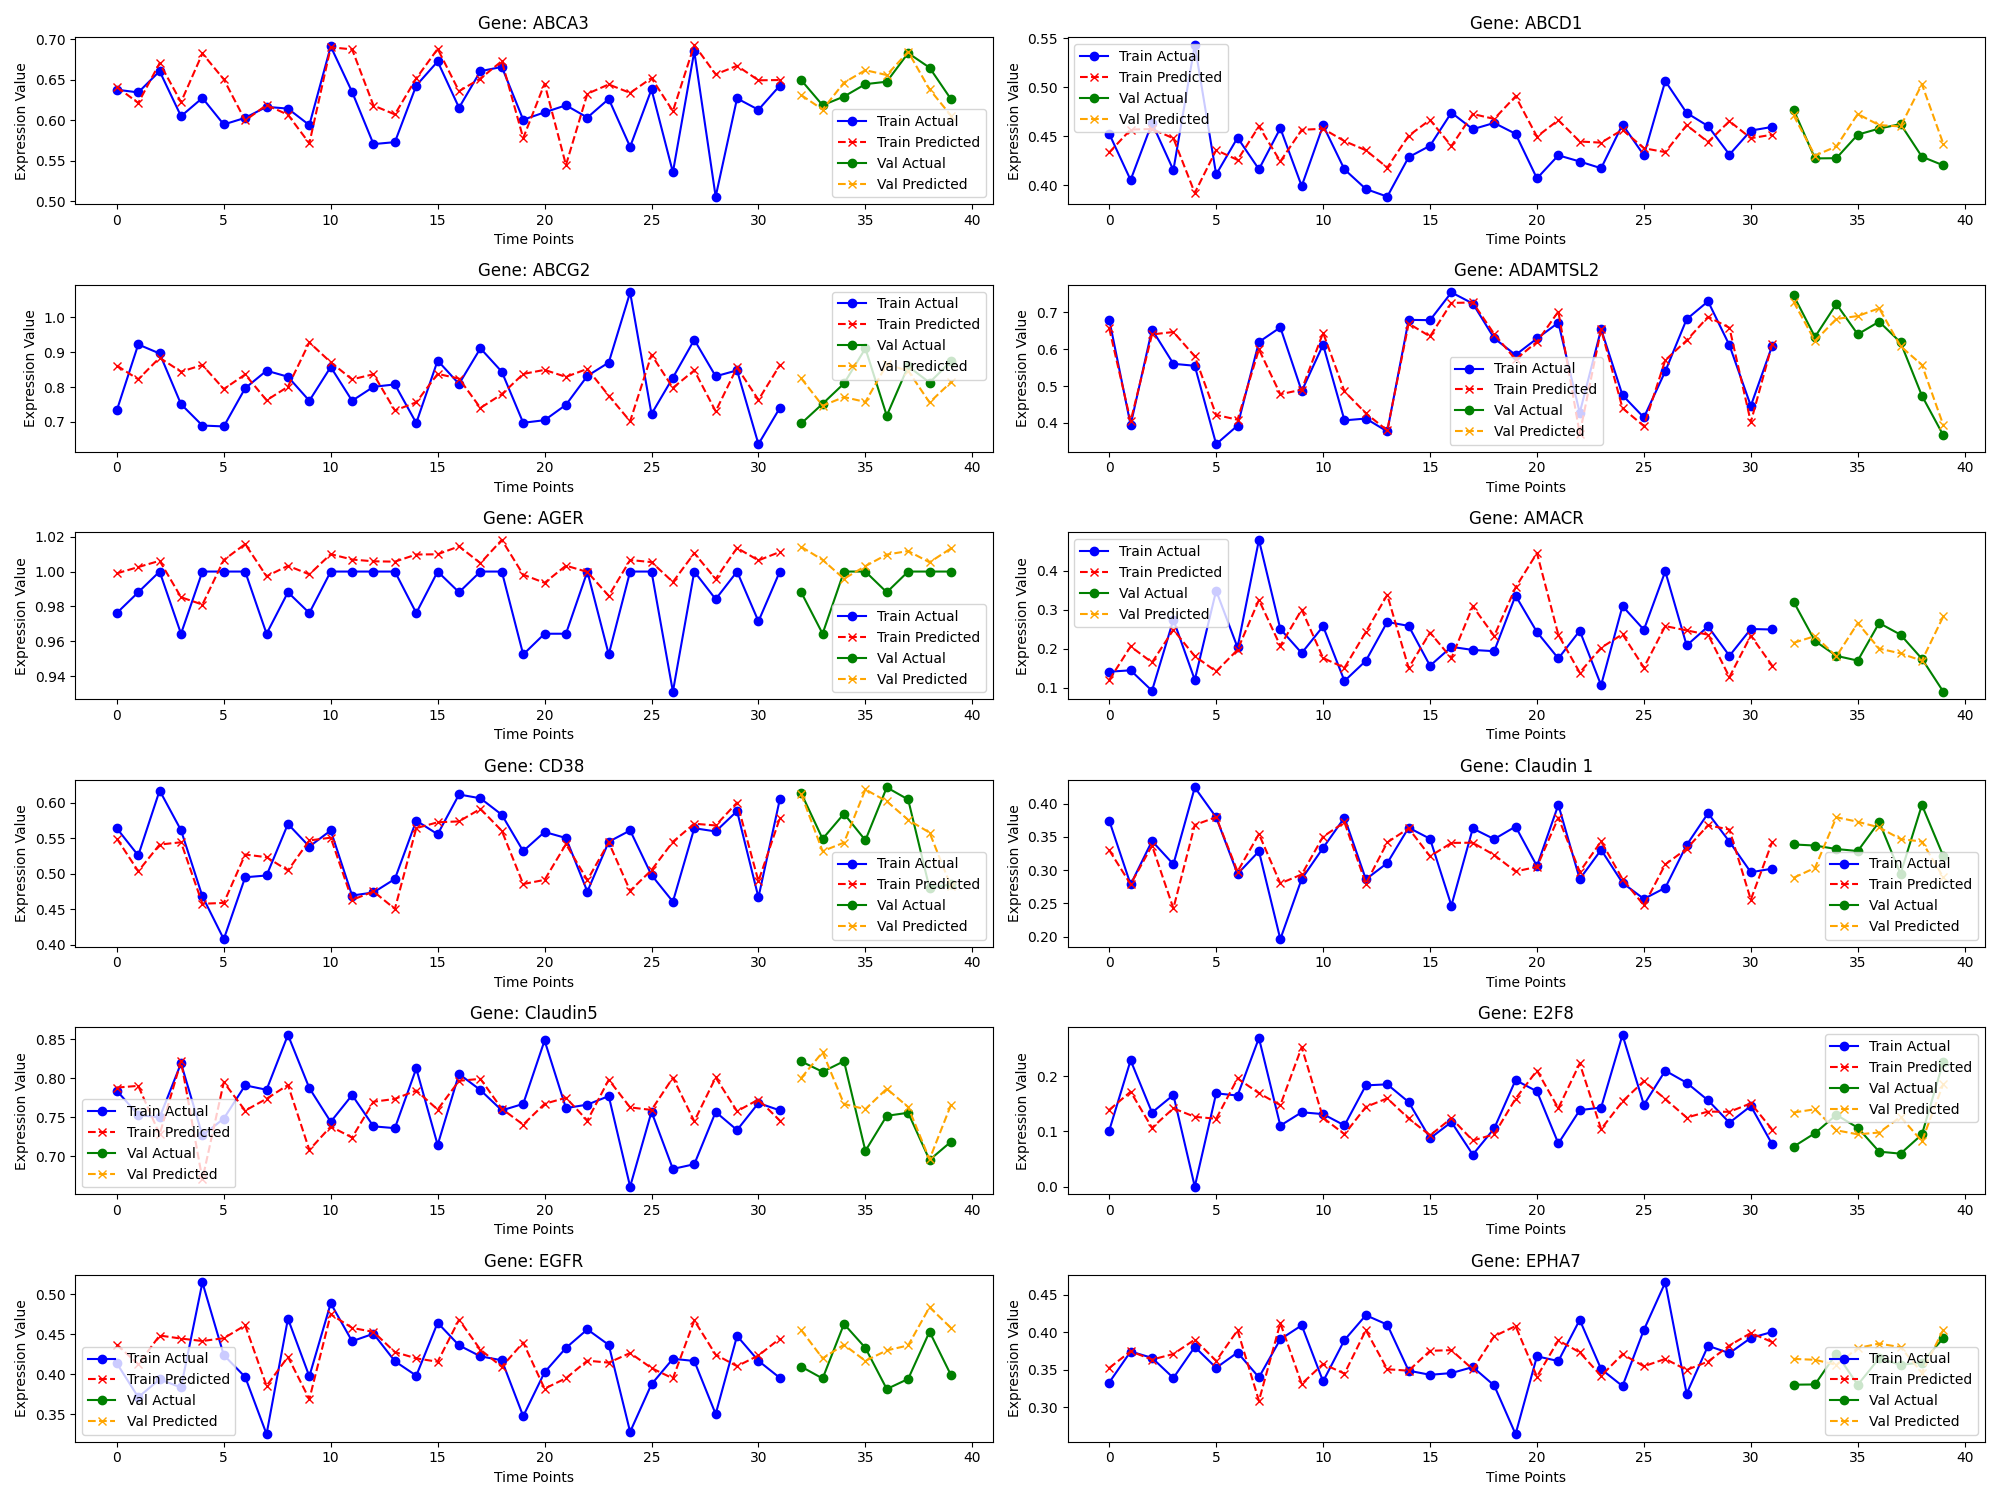 Gene: ABCA3
Expression Value
0.70
0.65
0.60
0.55
0.50
Train Actual
Train Predicted
Val Actual
Val Predicted
0 5 10 15 20 25 30 35 40
Time Points
Gene: ABCD1
Expression Value
0.55
0.50
0.45
0.40
Train Actual
Train Predicted
Val Actual
Val Predicted
0 5 10 15 20 25 30 35 40
Time Points
Gene: ABCG2
Expression Value
1.0
0.9
0.8
0.7
Train Actual
Train Predicted
Val Actual
Val Predicted
0 5 10 15 20 25 30 35 40
Time Points
Gene: ADAMTSL2
Expression Value
0.7
0.6
0.5
0.4
Train Actual
Train Predicted
Val Actual
Val Predicted
0 5 10 15 20 25 30 35 40
Time Points
Gene: AGER
Expression Value
1.02
1.00
0.98
0.96
0.94
Train Actual
Train Predicted
Val Actual
Val Predicted
0 5 10 15 20 25 30 35 40
Time Points
Gene: AMACR
Expression Value
0.4
0.3
0.2
0.1
Train Actual
Train Predicted
Val Actual
Val Predicted
0 5 10 15 20 25 30 35 40
Time Points
Gene: CD38
Expression Value
0.60
0.55
0.50
0.45
0.40
Train Actual
Train Predicted
Val Actual
Val Predicted
0 5 10 15 20 25 30 35 40
Time Points
Gene: Claudin 1
Expression Value
0.40
0.35
0.30
0.25
0.20
Train Actual
Train Predicted
Val Actual
Val Predicted
0 5 10 15 20 25 30 35 40
Time Points
Gene: Claudin5
Expression Value
0.85
0.80
0.75
0.70
Train Actual
Train Predicted
Val Actual
Val Predicted
0 5 10 15 20 25 30 35 40
Time Points
Gene: E2F8
Expression Value
0.2
0.1
0.0
Train Actual
Train Predicted
Val Actual
Val Predicted
0 5 10 15 20 25 30 35 40
Time Points
Gene: EGFR
Expression Value
0.50
0.45
0.40
0.35
Train Actual
Train Predicted
Val Actual
Val Predicted
0 5 10 15 20 25 30 35 40
Time Points
Gene: EPHA7
Expression Value
0.45
0.40
0.35
0.30
Train Actual
Train Predicted
Val Actual
Val Predicted
0 5 10 15 20 25 30 35 40
Time Points